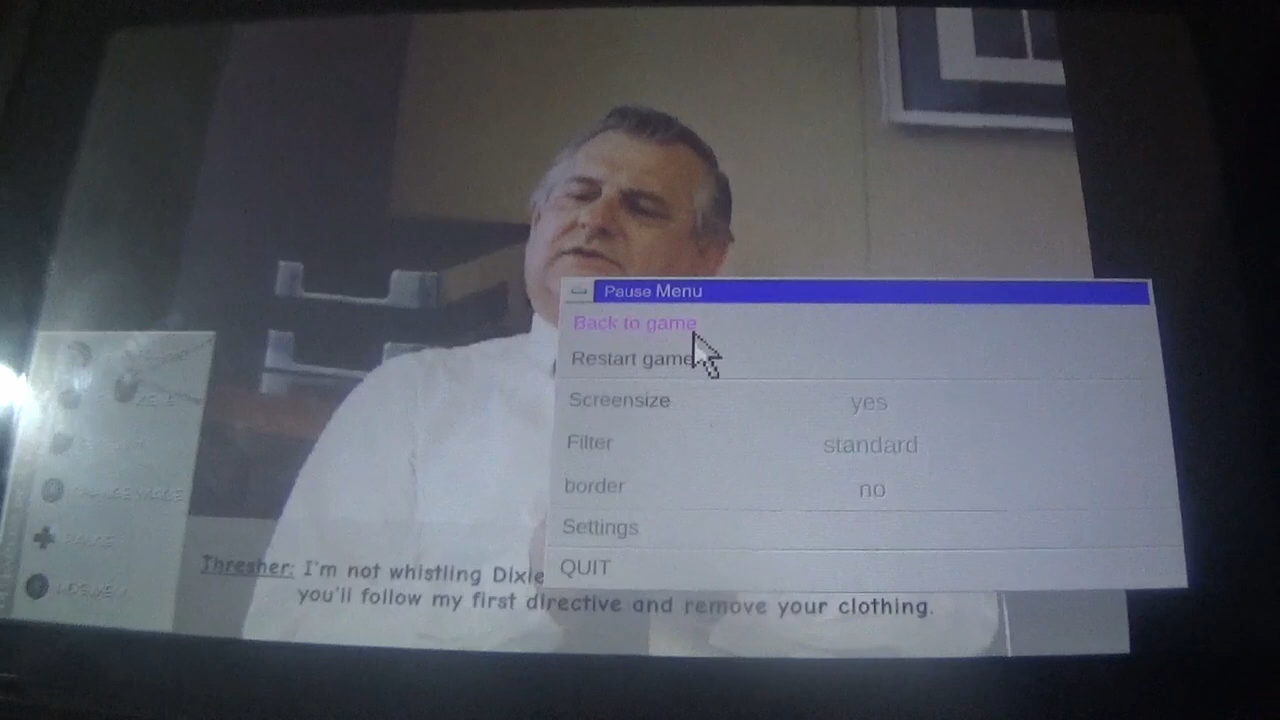 Pause Menu
Back to game
Restart game
Screensize yes
Filter standard
border no
Settings
QUIT
Thresher: I'm not whistling Dixie
you'll follow my first directive and remove your clothing.